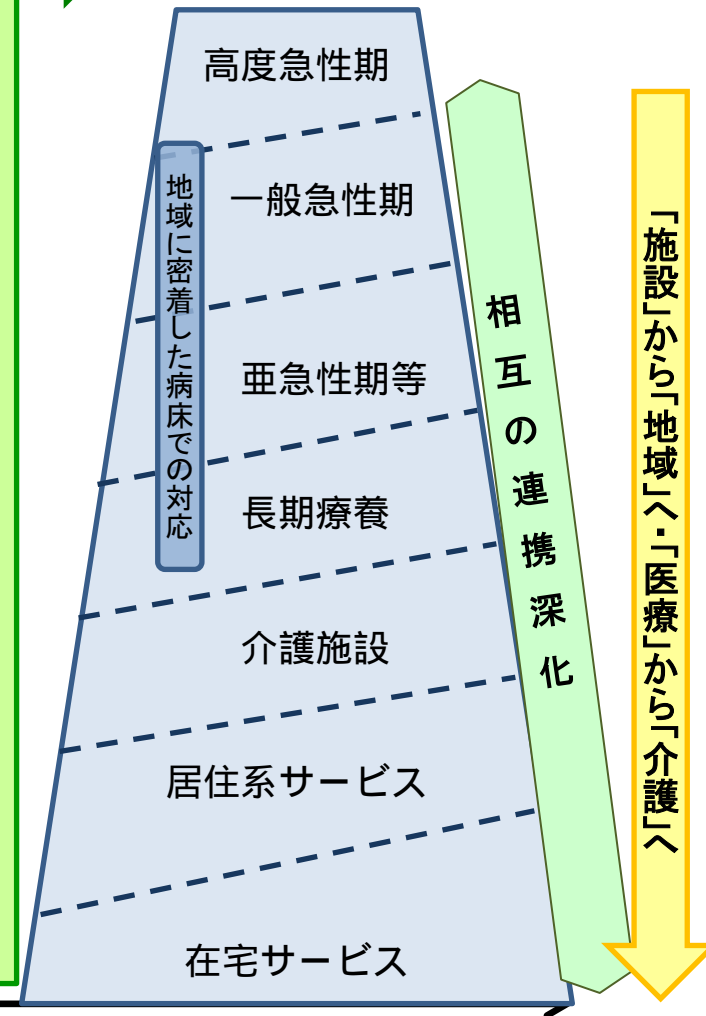 高度急性期
一般急性期
亜急性期等
長期療養
介護施設
居住系サービス
在宅サービス
地域に密着した病床での対応
相互の連携深化
「施設」から「地域」へ・「医療」から「介護」へ